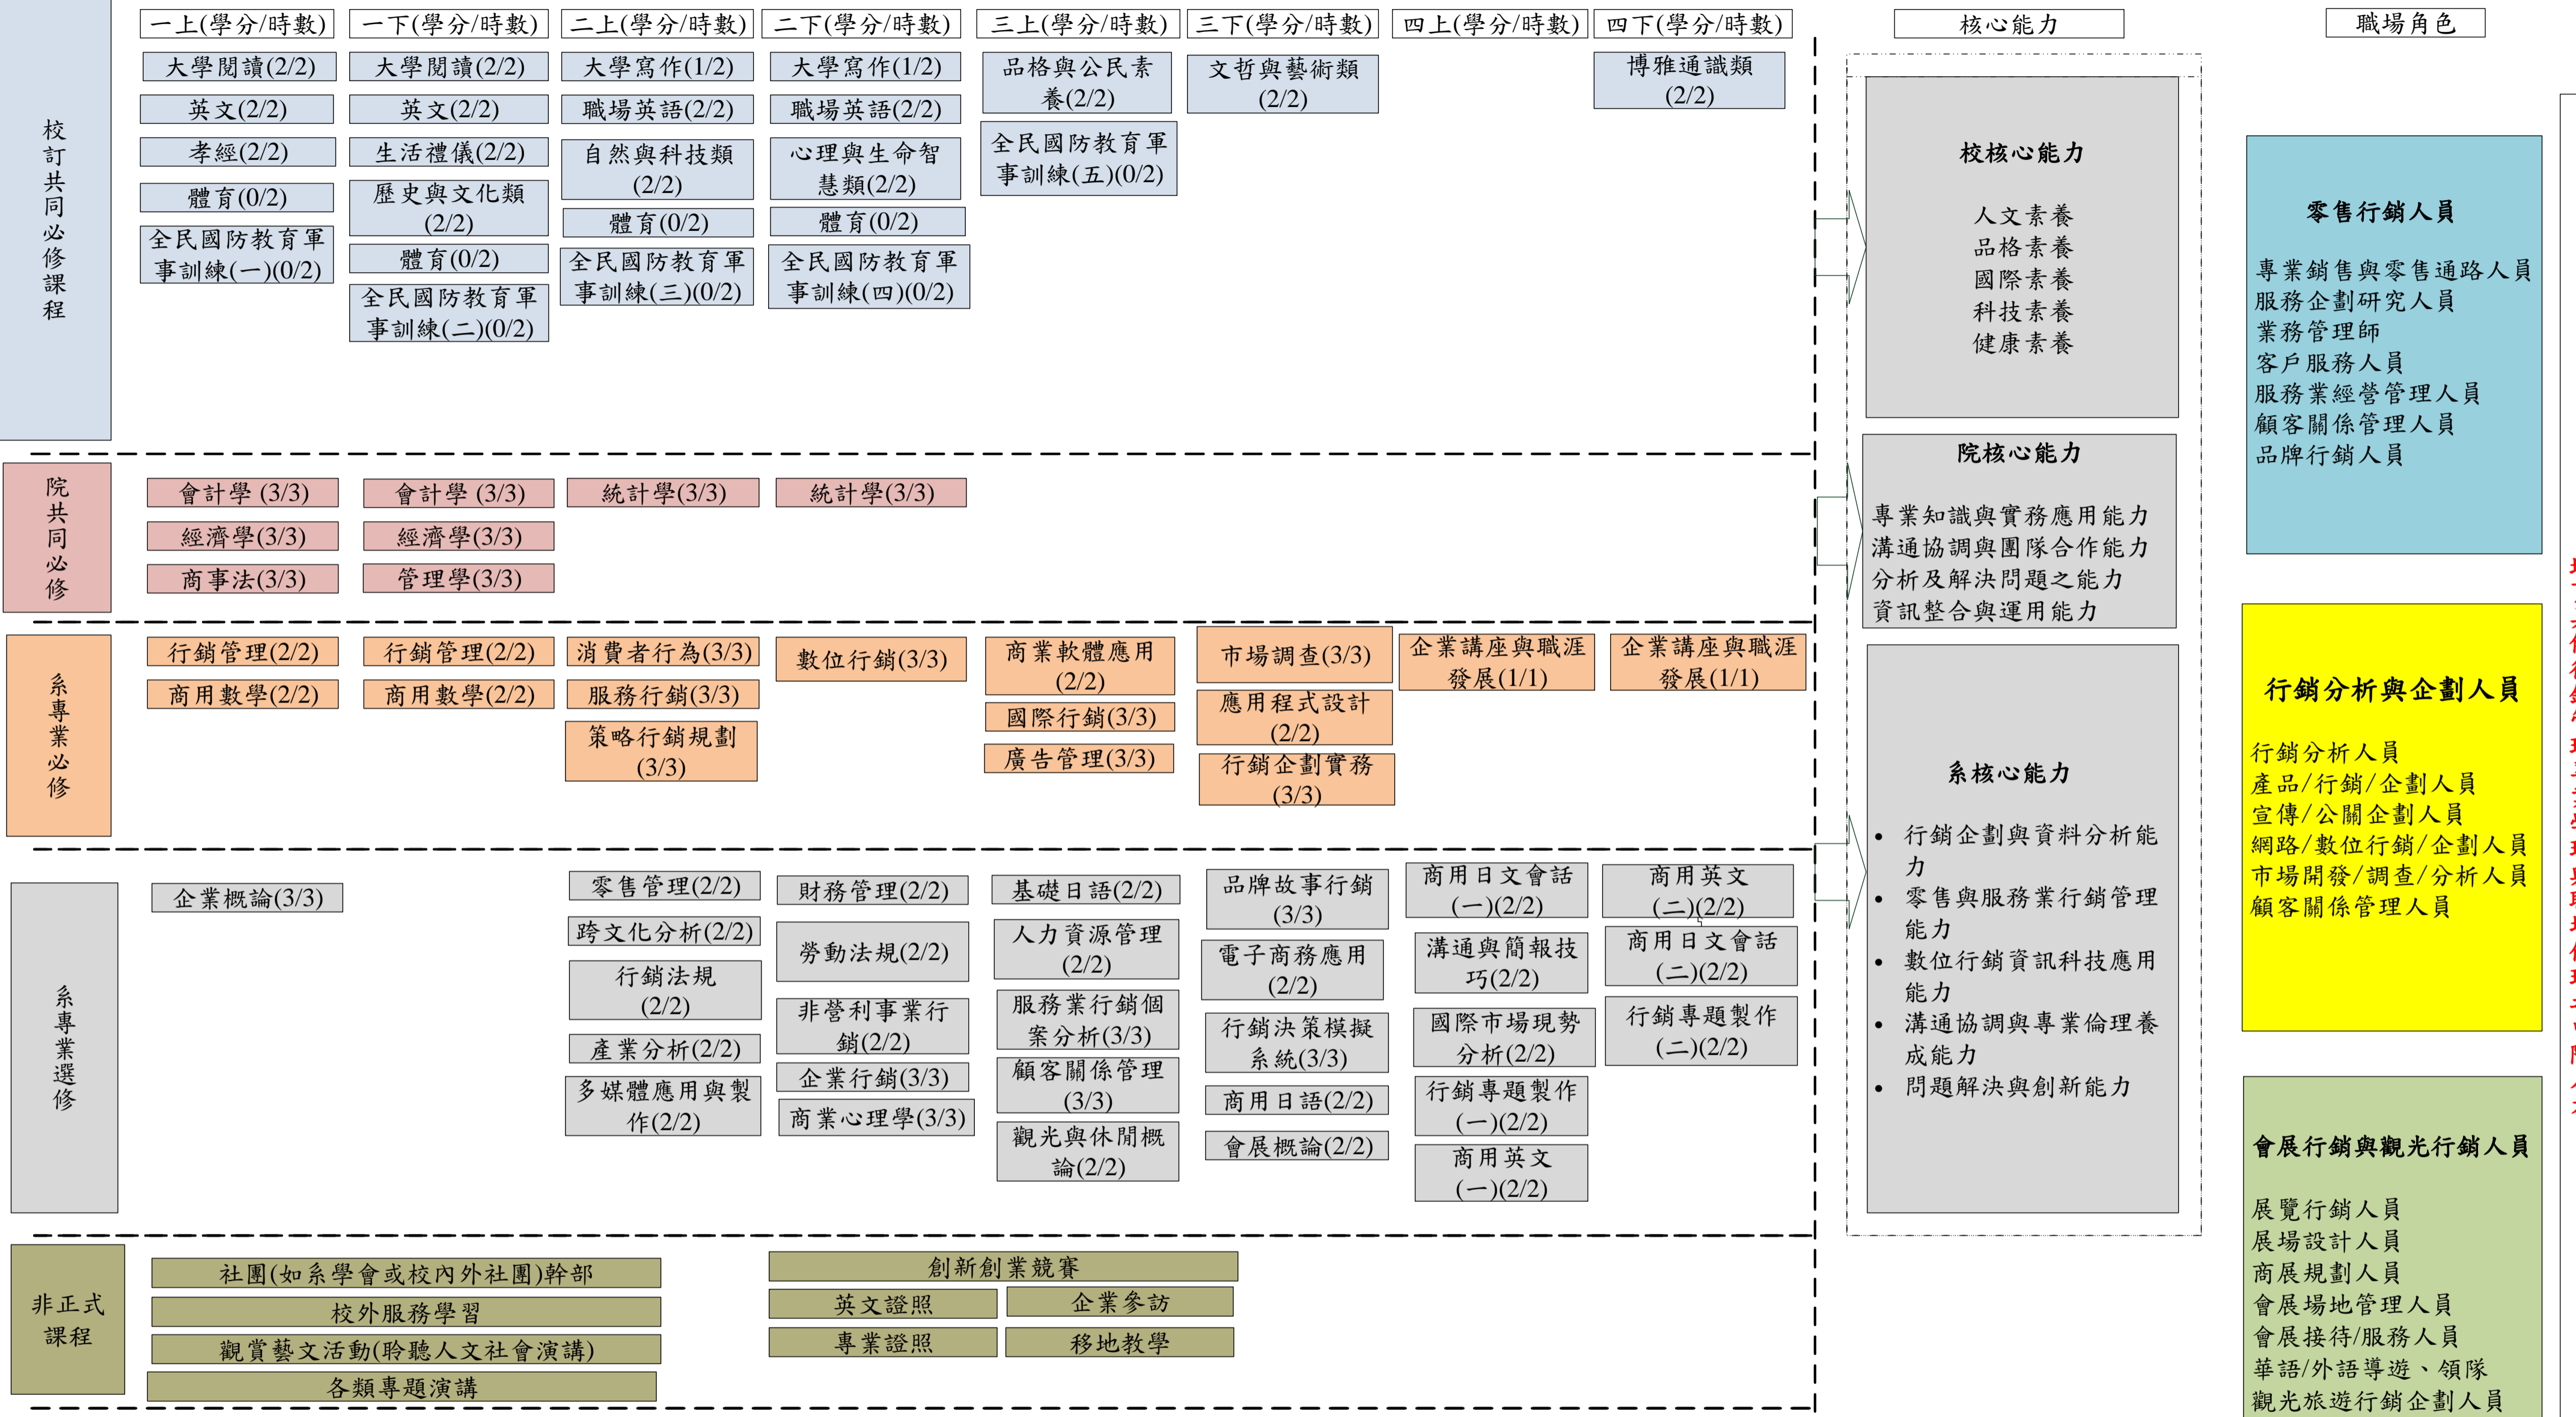 一上(學分/時數)
一下(學分/時數)
二上(學分/時數)
二下(學分/時數)
三上(學分/時數)
三下(學分/時數)
四上(學分/時數)
四下(學分/時數)
核心能力
職場角色
校訂共同必修課程
大學閱讀(2/2)
英文(2/2)
孝經(2/2)
體育(0/2)
全民國防教育軍
事訓練(一)(0/2)
大學閱讀(2/2)
英文(2/2)
生活禮儀(2/2)
歷史與文化類
(2/2)
體育(0/2)
全民國防教育軍
事訓練(二)(0/2)
大學寫作(1/2)
職場英語(2/2)
自然與科技類
(2/2)
體育(0/2)
全民國防教育軍
事訓練(三)(0/2)
大學寫作(1/2)
職場英語(2/2)
心理與生命智
慧類(2/2)
體育(0/2)
全民國防教育軍
事訓練(四)(0/2)
品格與公民素
養(2/2)
全民國防教育軍
事訓練(五)(0/2)
文哲與藝術類
(2/2)
博雅通識類
(2/2)
院共同必修
會計學 (3/3)
經濟學(3/3)
商事法(3/3)
會計學 (3/3)
經濟學(3/3)
管理學(3/3)
統計學(3/3)
統計學(3/3)
系專業必修
行銷管理(2/2)
商用數學(2/2)
行銷管理(2/2)
商用數學(2/2)
消費者行為(3/3)
服務行銷(3/3)
策略行銷規劃
(3/3)
數位行銷(3/3)
商業軟體應用
(2/2)
國際行銷(3/3)
廣告管理(3/3)
市場調查(3/3)
應用程式設計
(2/2)
行銷企劃實務
(3/3)
企業講座與職涯
發展(1/1)
企業講座與職涯
發展(1/1)
系專業選修
企業概論(3/3)
零售管理(2/2)
跨文化分析(2/2)
行銷法規
(2/2)
產業分析(2/2)
多媒體應用與製
作(2/2)
財務管理(2/2)
勞動法規(2/2)
非營利事業行
銷(2/2)
企業行銷(3/3)
商業心理學(3/3)
基礎日語(2/2)
人力資源管理
(2/2)
服務業行銷個
案分析(3/3)
顧客關係管理
(3/3)
觀光與休閒概
論(2/2)
品牌故事行銷
(3/3)
電子商務應用
(2/2)
行銷決策模擬
系統(3/3)
商用日語(2/2)
會展概論(2/2)
商用日文會話
(一)(2/2)
溝通與簡報技
巧(2/2)
國際市場現勢
分析(2/2)
行銷專題製作
(一)(2/2)
商用英文
(一)(2/2)
商用英文
(二)(2/2)
商用日文會話
(二)(2/2)
行銷專題製作
(二)(2/2)
非正式
課程
社團(如系學會或校內外社團)幹部
校外服務學習
觀賞藝文活動(聆聽人文社會演講)
各類專題演講
創新創業競賽
英文證照
企業參訪
專業證照
移地教學
校核心能力
人文素養
品格素養
國際素養
科技素養
健康素養
院核心能力
專業知識與實務應用能力
溝通協調與團隊合作能力
分析及解決問題之能力
資訊整合與運用能力
系核心能力
• 行銷企劃與資料分析能
力
• 零售與服務業行銷管理
能力
• 數位行銷資訊科技應用
能力
• 溝通協調與專業倫理養
成能力
• 問題解決與創新能力
零售行銷人員
專業銷售與零售通路人員
服務企劃研究人員
業務管理師
客戶服務人員
服務業經營管理人員
顧客關係管理人員
品牌行銷人員
行銷分析與企劃人員
行銷分析人員
產品/行銷/企劃人員
宣傳/公關企劃人員
網路/數位行銷/企劃人員
市場開發/調查/分析人員
顧客關係管理人員
會展行銷與觀光行銷人員
展覽行銷人員
展場設計人員
商展規劃人員
會展場地管理人員
會展接待/服務人員
華語/外語導遊、領隊
觀光旅遊行銷企劃人員